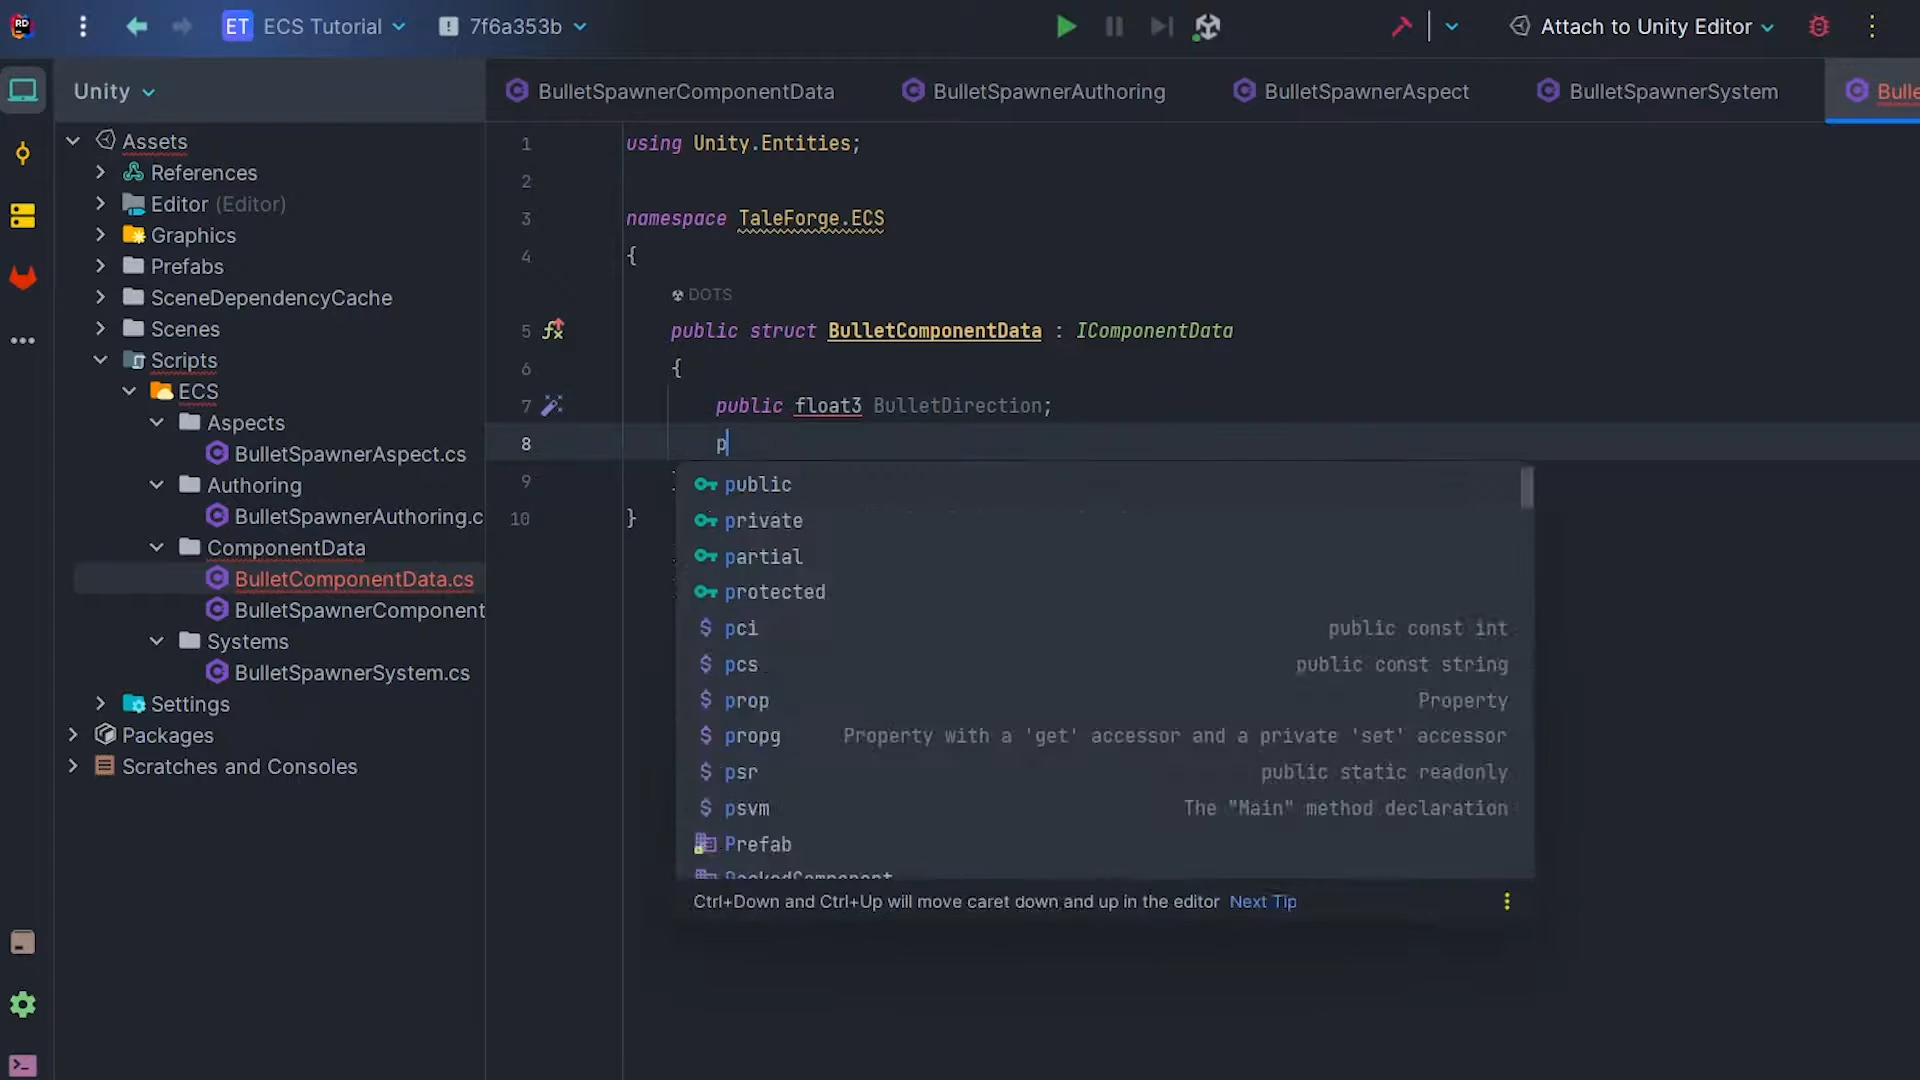 RD ET ECS Tutorial 7f6a353b Attach to Unity Editor
Unity
BulletSpawnerComponentData BulletSpawnerAuthoring BulletSpawnerAspect BulletSpawnerSystem Bulle
Assets
References
Editor (Editor)
Graphics
Prefabs
SceneDependencyCache
Scenes
Scripts
ECS
Aspects
BulletSpawnerAspect.cs
Authoring
BulletSpawnerAuthoring.c
ComponentData
BulletComponentData.cs
BulletSpawnerComponent
Systems
BulletSpawnerSystem.cs
Settings
Packages
Scratches and Consoles
1 using Unity.Entities;
2
3 namespace TaleForge.ECS
4 {
DOTS
5 public struct BulletComponentData : IComponentData
6 {
7 public float3 BulletDirection;
8 p
9
10 }
public
private
partial
protected
pci public const int
pcs public const string
prop Property
propg Property with a 'get' accessor and a private 'set' accessor
psr public static readonly
psvm The "Main" method declaration
Prefab
Ctrl+Down and Ctrl+Up will move caret down and up in the editor Next Tip